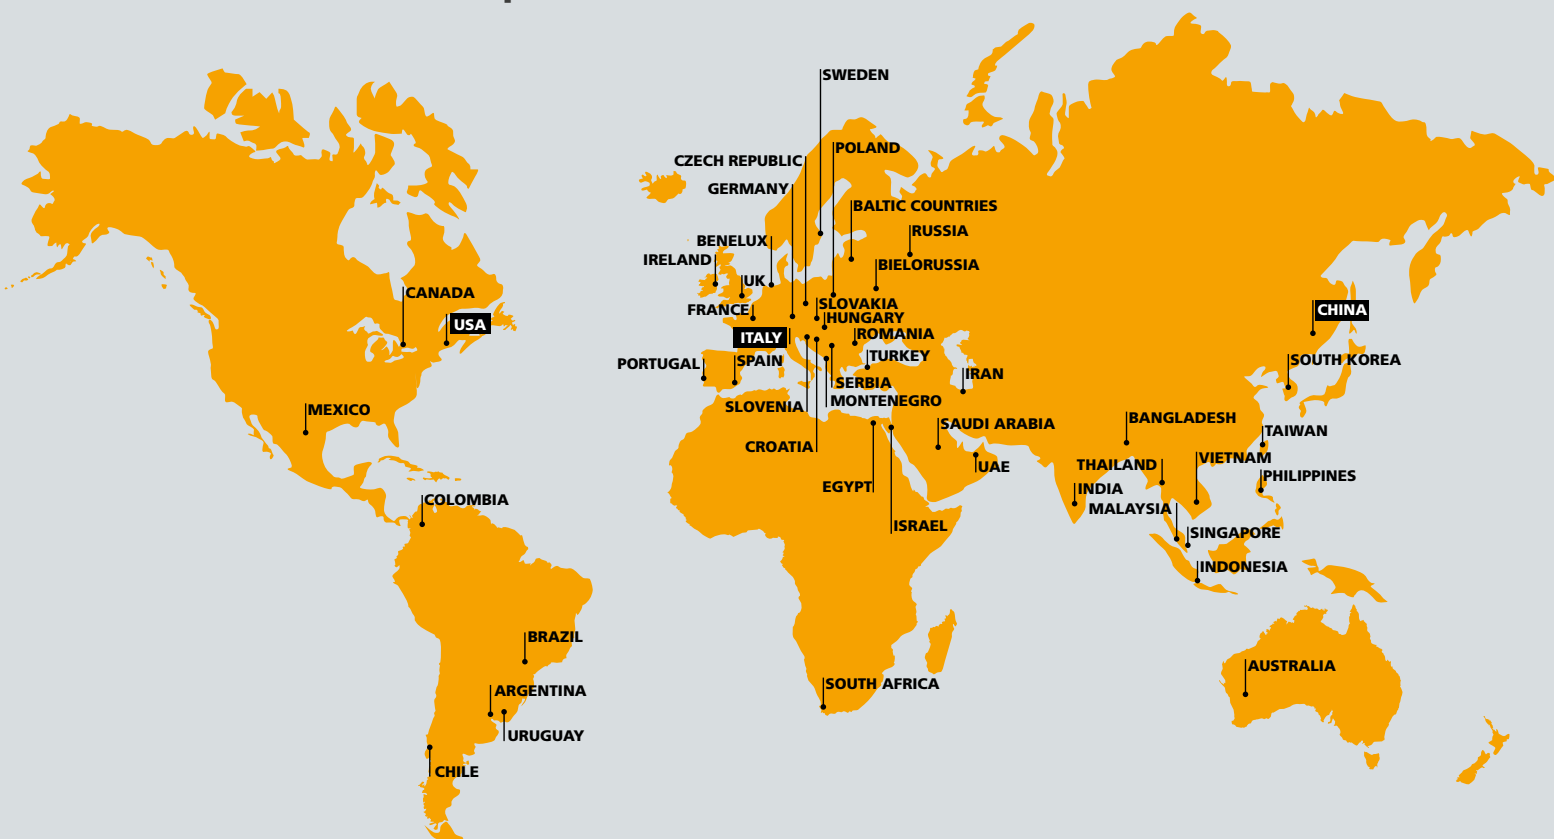 SWEDEN
POLAND
CZECH REPUBLIC
GERMANY
BALTIC COUNTRIES
RUSSIA
BENELUX
IRELAND
BIELORUSSIA
UK
CANADA
SLOVAKIA
FRANCE
CHINA
HUNGARY
USA
ROMANIA
ITALY
TURKEY
SOUTH KOREA
PORTUGAL
SPAIN
IRAN
SERBIA
MONTENEGRO
SLOVENIA
MEXICO
BANGLADESH
SAUDI ARABIA
TAIWAN
CROATIA
VIETNAM
THAILAND
UAE
PHILIPPINES
EGYPT
INDIA
COLOMBIA
MALAYSIA
ISRAEL
SINGAPORE
INDONESIA
BRAZIL
AUSTRALIA
SOUTH AFRICA
ARGENTINA
URUGUAY
CHILE